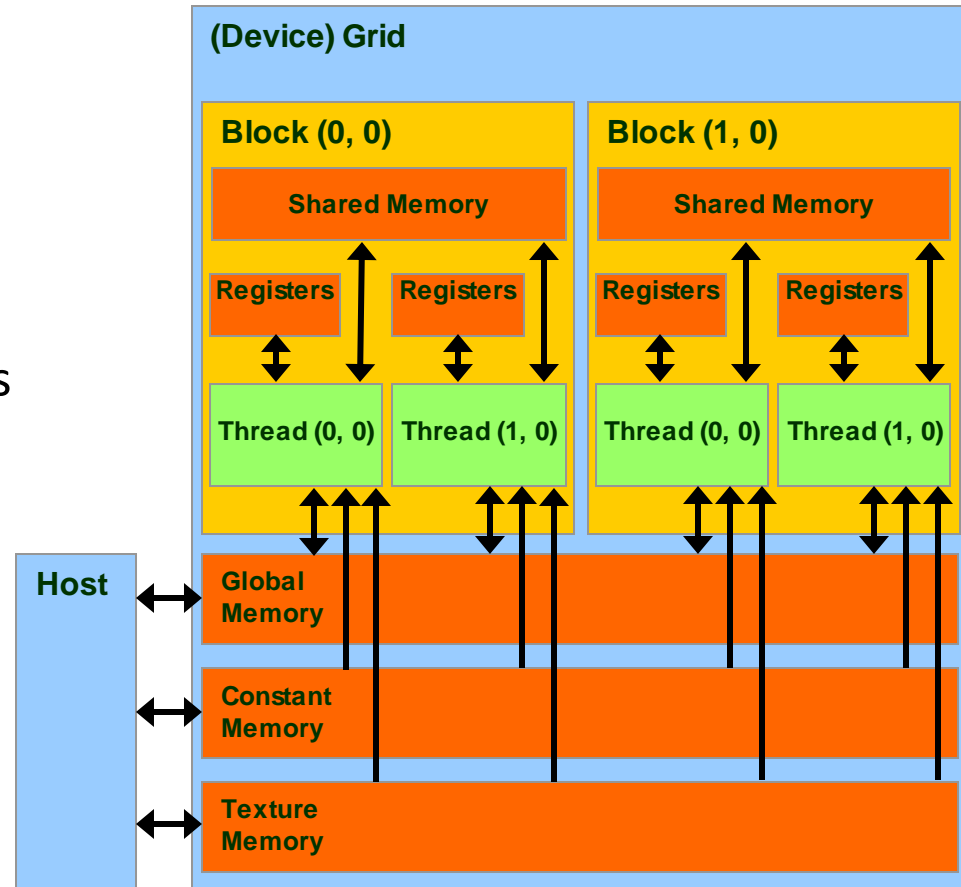 (Device) Grid
Block (0, 0)
Block (1, 0)
Shared Memory
Shared Memory
Registers
Registers
Registers
Registers
s
Thread (0, 0)
Thread (1, 0)
Thread (0, 0)
Thread (1, 0)
Host
Global
Memory
Constant
Memory
Texture
Memory